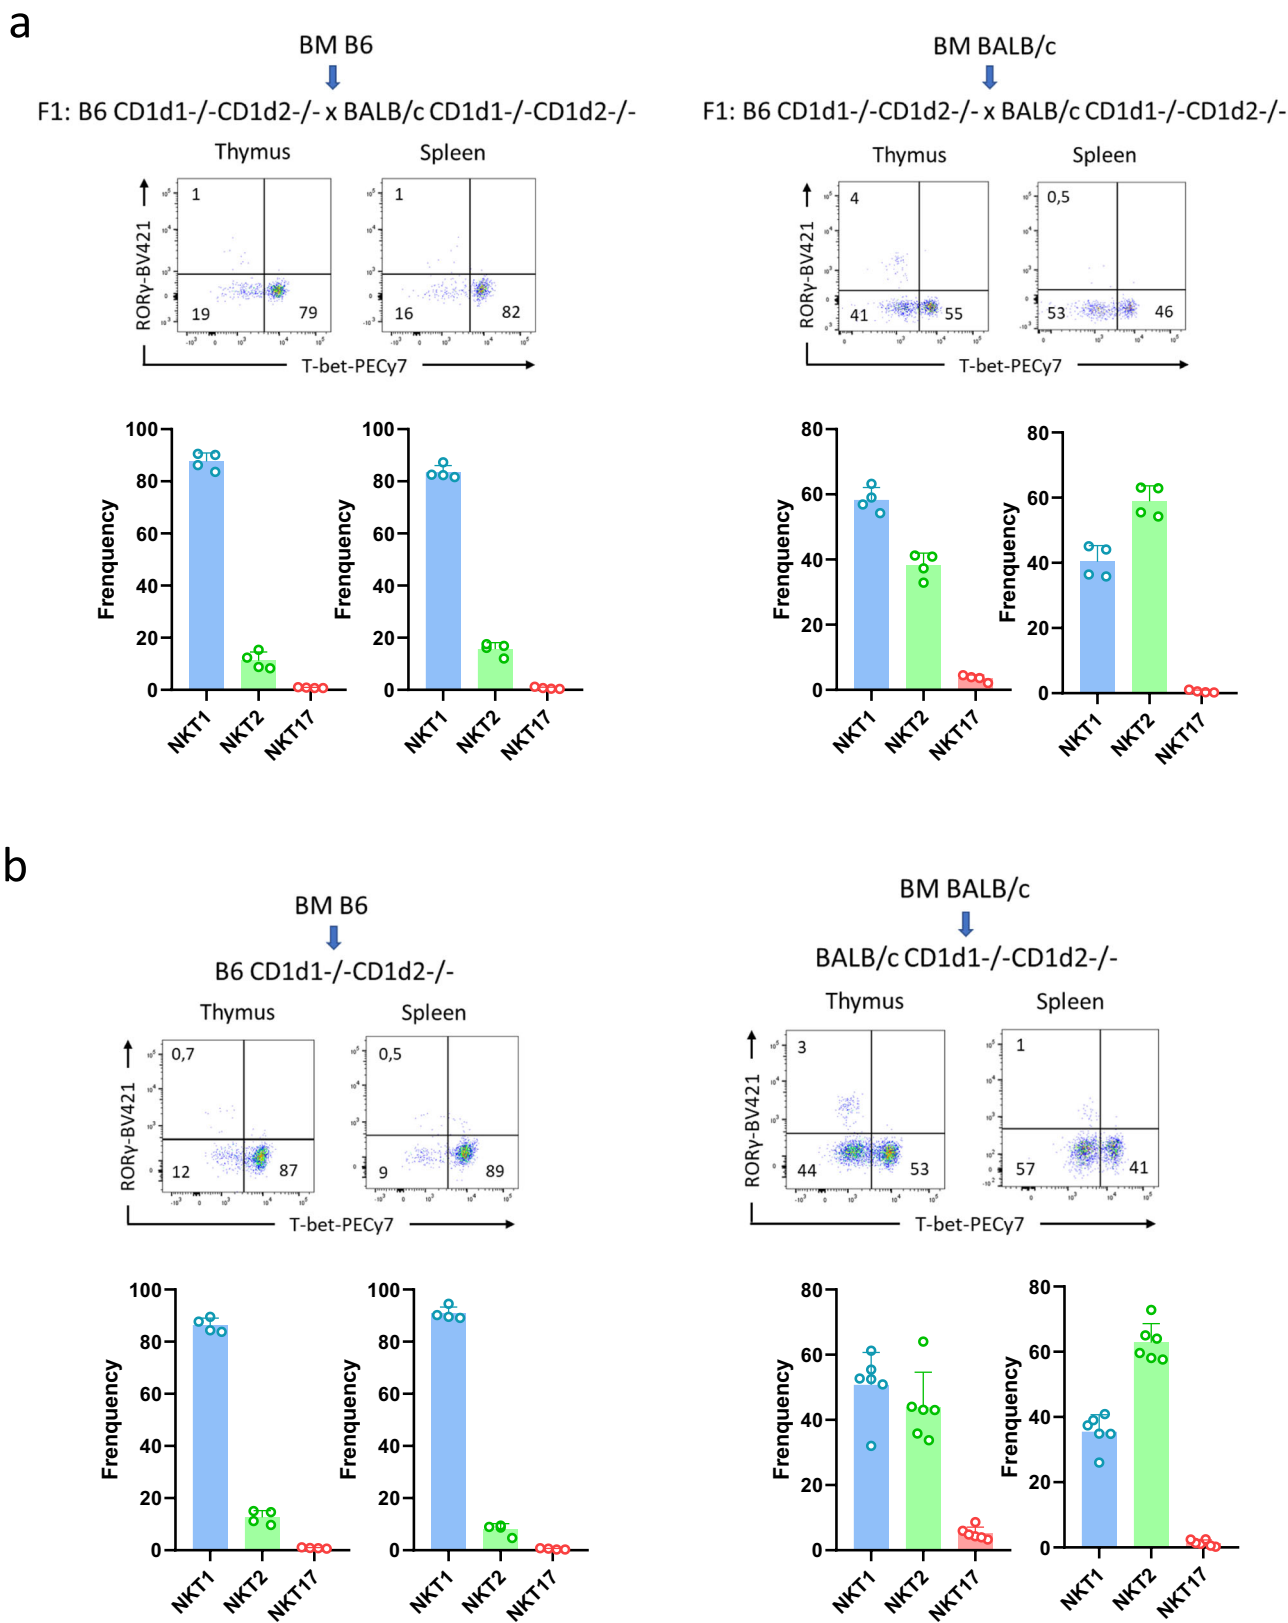 a
BM B6
F1: B6 CD1d1-/-CD1d2-/- x BALB/c CD1d1-/-CD1d2-/-
Thymus Spleen
RORγ-BV421
1
19 79
1
16 82
T-bet-PECy7
Frenquency
100
80
60
40
20
0
NKT1 NKT2 NKT17
Frenquency
100
80
60
40
20
0
NKT1 NKT2 NKT17
BM BALB/c
F1: B6 CD1d1-/-CD1d2-/- x BALB/c CD1d1-/-CD1d2-/-
Thymus Spleen
RORγ-BV421
4
41 55
0,5
53 46
T-bet-PECy7
Frenquency
80
60
40
20
0
NKT1 NKT2 NKT17
Frenquency
80
60
40
20
0
NKT1 NKT2 NKT17
b
BM B6
B6 CD1d1-/-CD1d2-/-
Thymus Spleen
RORγ-BV421
0,7
12 87
0,5
9 89
T-bet-PECy7
Frenquency
100
80
60
40
20
0
NKT1 NKT2 NKT17
Frenquency
100
80
60
40
20
0
NKT1 NKT2 NKT17
BM BALB/c
BALB/c CD1d1-/-CD1d2-/-
Thymus Spleen
RORγ-BV421
3
44 53
1
57 41
T-bet-PECy7
Frenquency
80
60
40
20
0
NKT1 NKT2 NKT17
Frenquency
80
60
40
20
0
NKT1 NKT2 NKT17